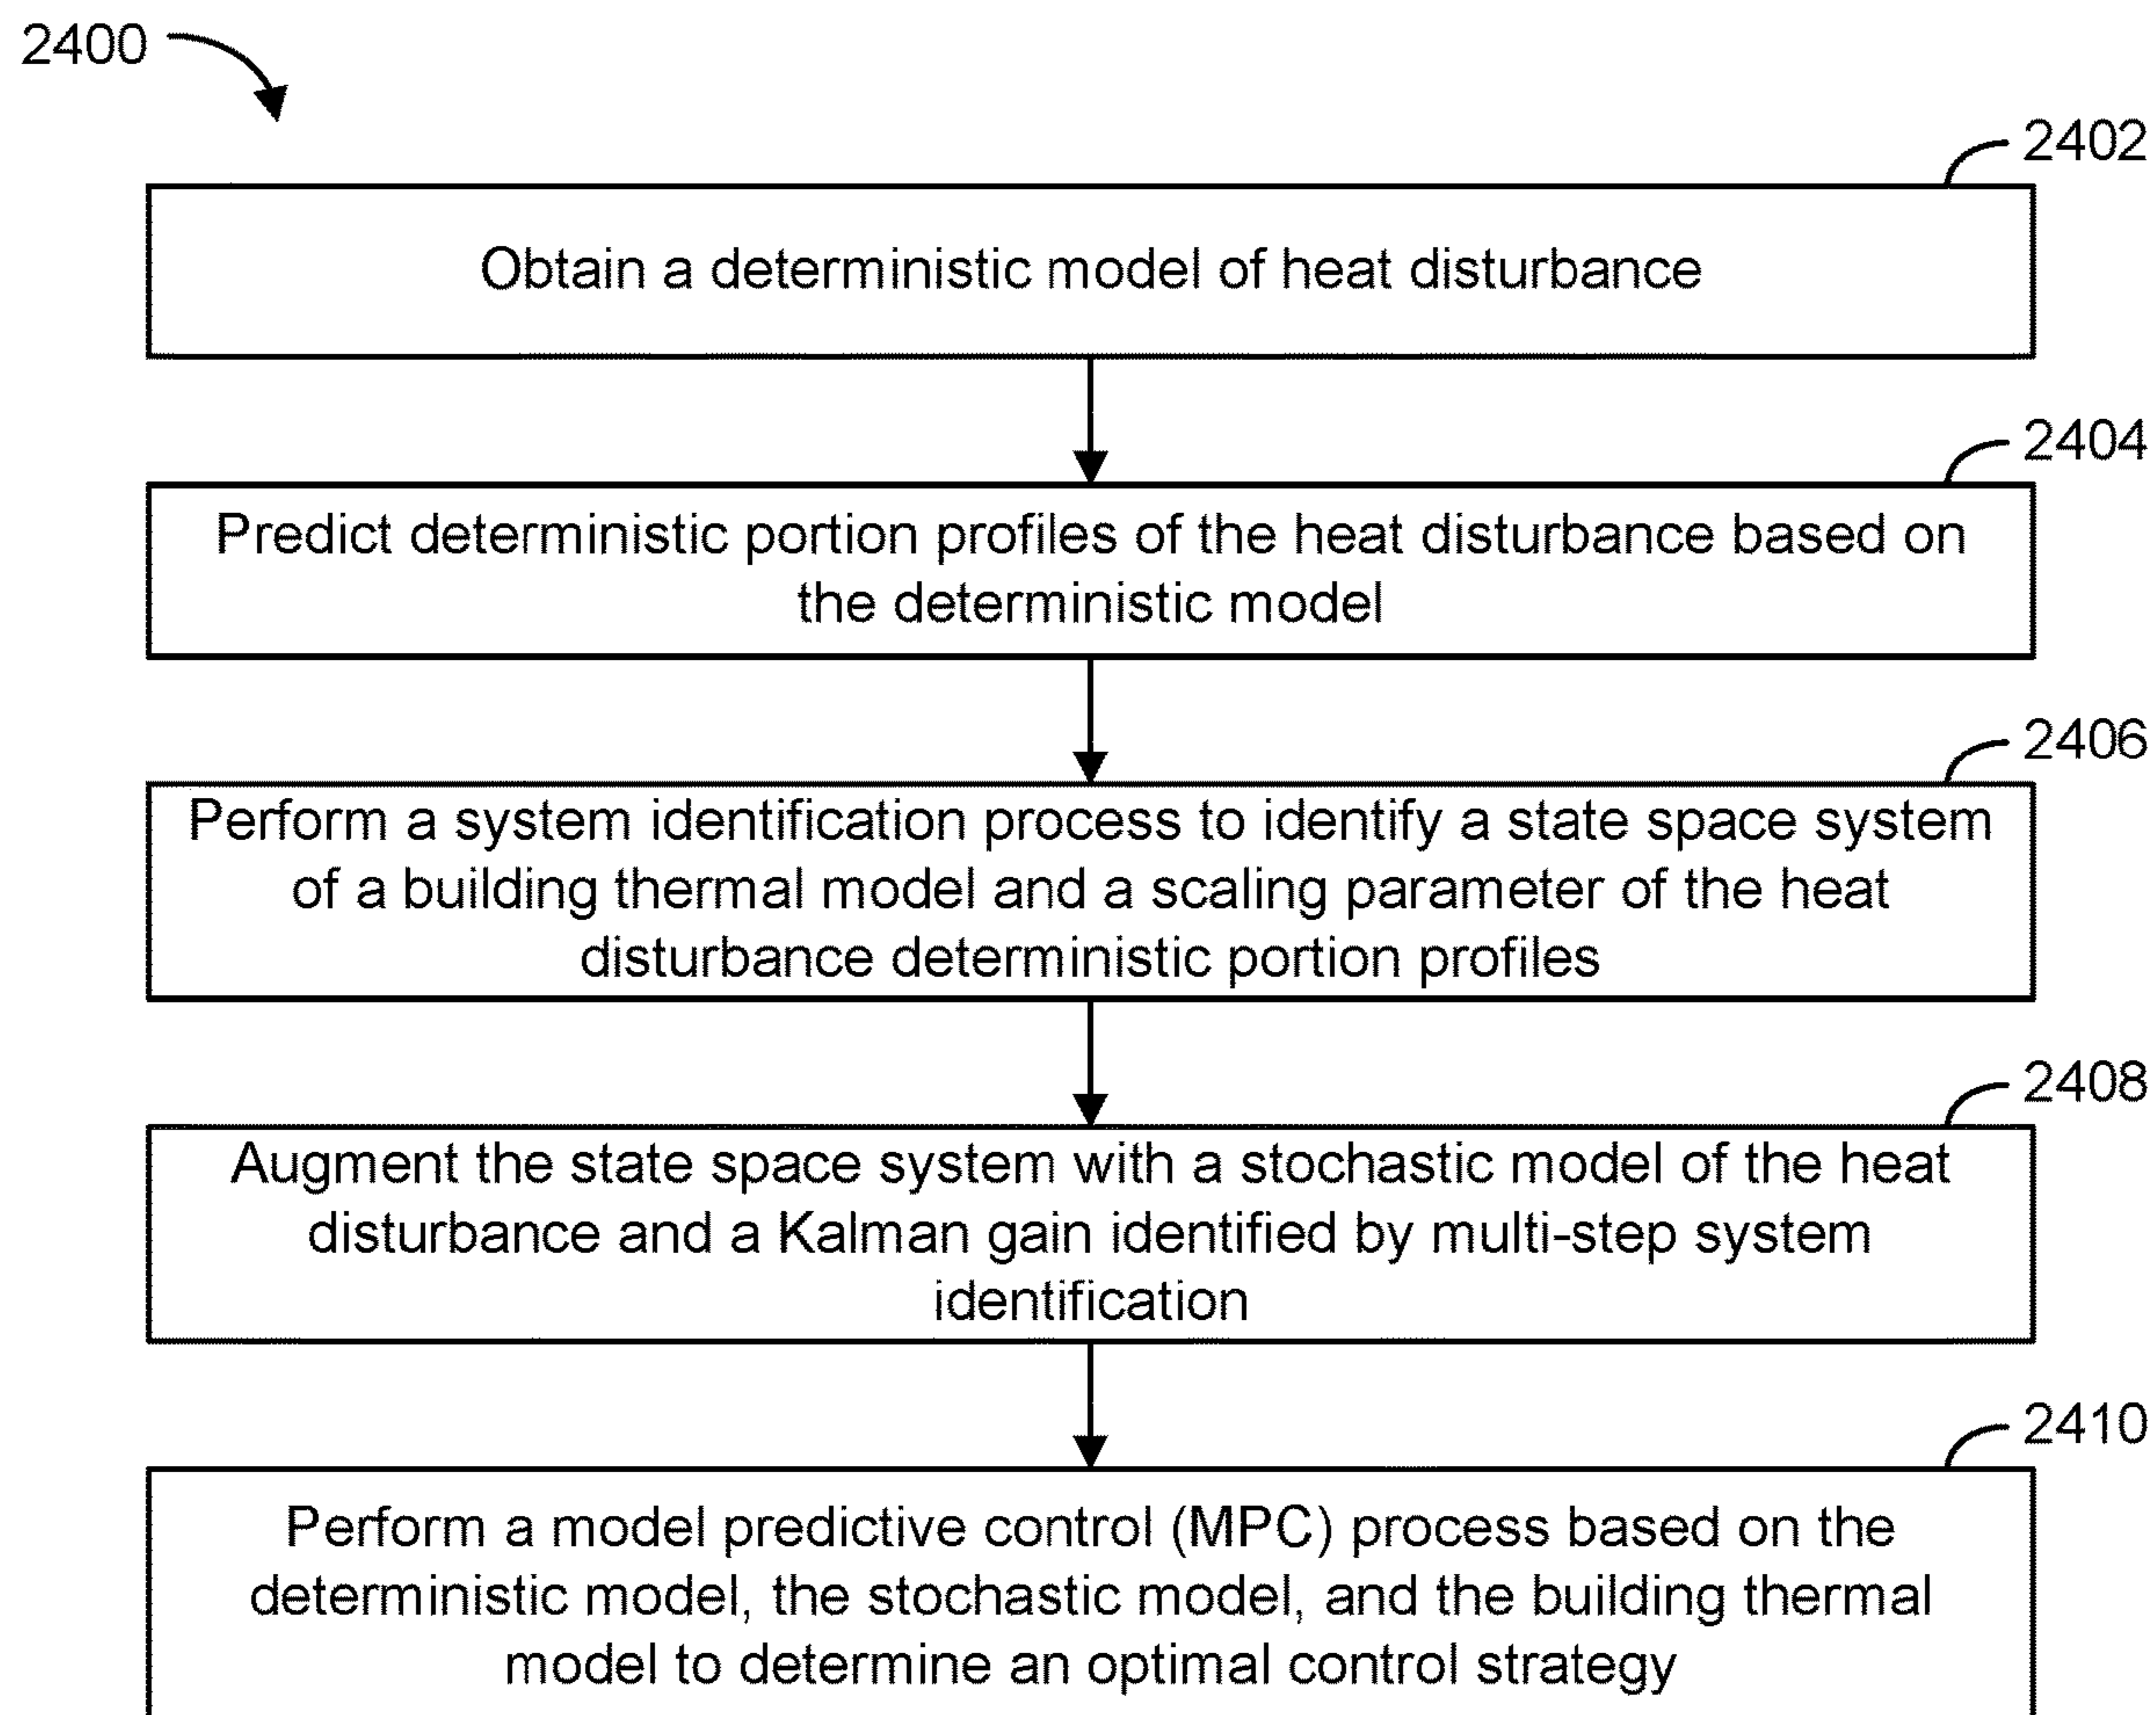 2400
2402
Obtain a deterministic model of heat disturbance
2404
Predict deterministic portion profiles of the heat disturbance based on
the deterministic model
2406
Perform a system identification process to identify a state space system
of a building thermal model and a scaling parameter of the heat
disturbance deterministic portion profiles
2408
Augment the state space system with a stochastic model of the heat
disturbance and a Kalman gain identified by multi-step system
identification
2410
Perform a model predictive control (MPC) process based on the
deterministic model, the stochastic model, and the building thermal
model to determine an optimal control strategy